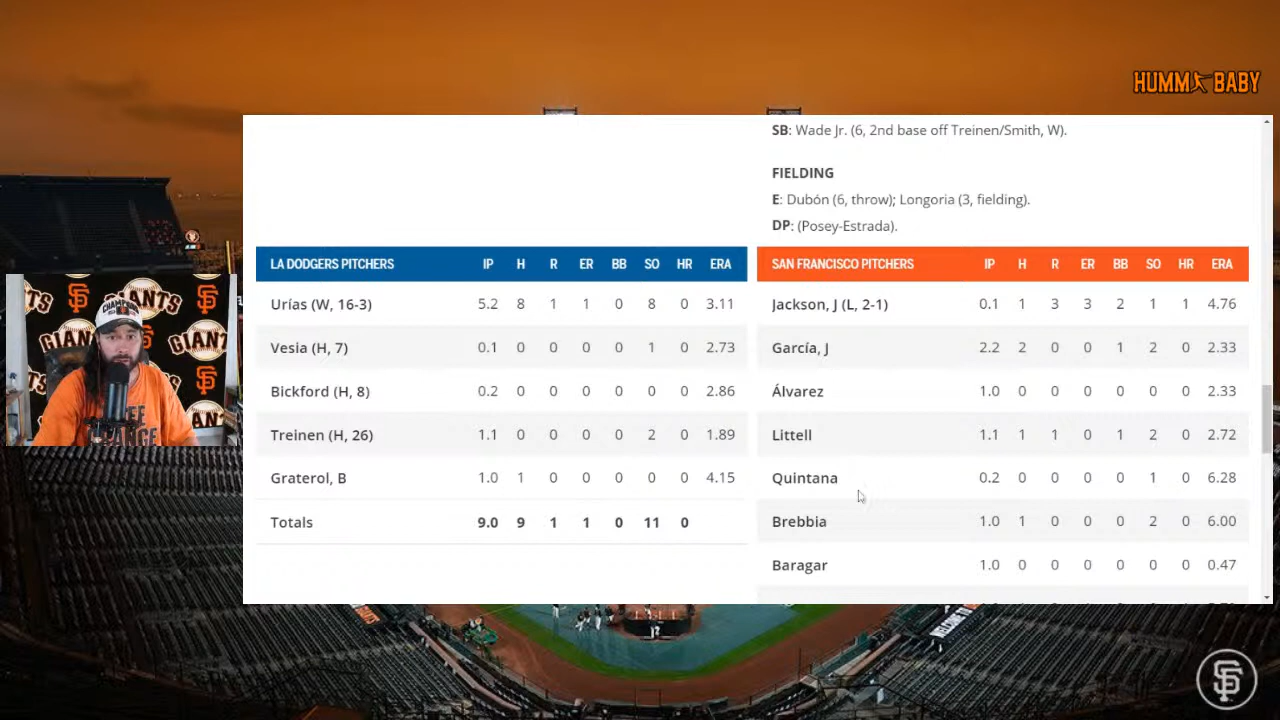 HUMM BABY
SB: Wade Jr. (6, 2nd base off Treinen/Smith, W).
FIELDING
E: Dubón (6, throw); Longoria (3, fielding).
DP: (Posey-Estrada).
LA DODGERS PITCHERS IP H R ER BB SO HR ERA
Urías (W, 16-3) 5.2 8 1 1 0 8 0 3.11
Vesia (H, 7) 0.1 0 0 0 0 1 0 2.73
Bickford (H, 8) 0.2 0 0 0 0 0 0 2.86
Treinen (H, 26) 1.1 0 0 0 0 2 0 1.89
Graterol, B 1.0 1 0 0 0 0 0 4.15
Totals 9.0 9 1 1 0 11 0
SAN FRANCISCO PITCHERS IP H R ER BB SO HR ERA
Jackson, J (L, 2-1) 0.1 1 3 3 2 1 1 4.76
García, J 2.2 2 0 0 1 2 0 2.33
Álvarez 1.0 0 0 0 0 0 0 2.33
Littell 1.1 1 1 0 1 2 0 2.72
Quintana 0.2 0 0 0 0 1 0 6.28
Brebbia 1.0 1 0 0 0 2 0 6.00
Baragar 1.0 0 0 0 0 0 0 0.47
GIANTS
SF
GIAN
SF